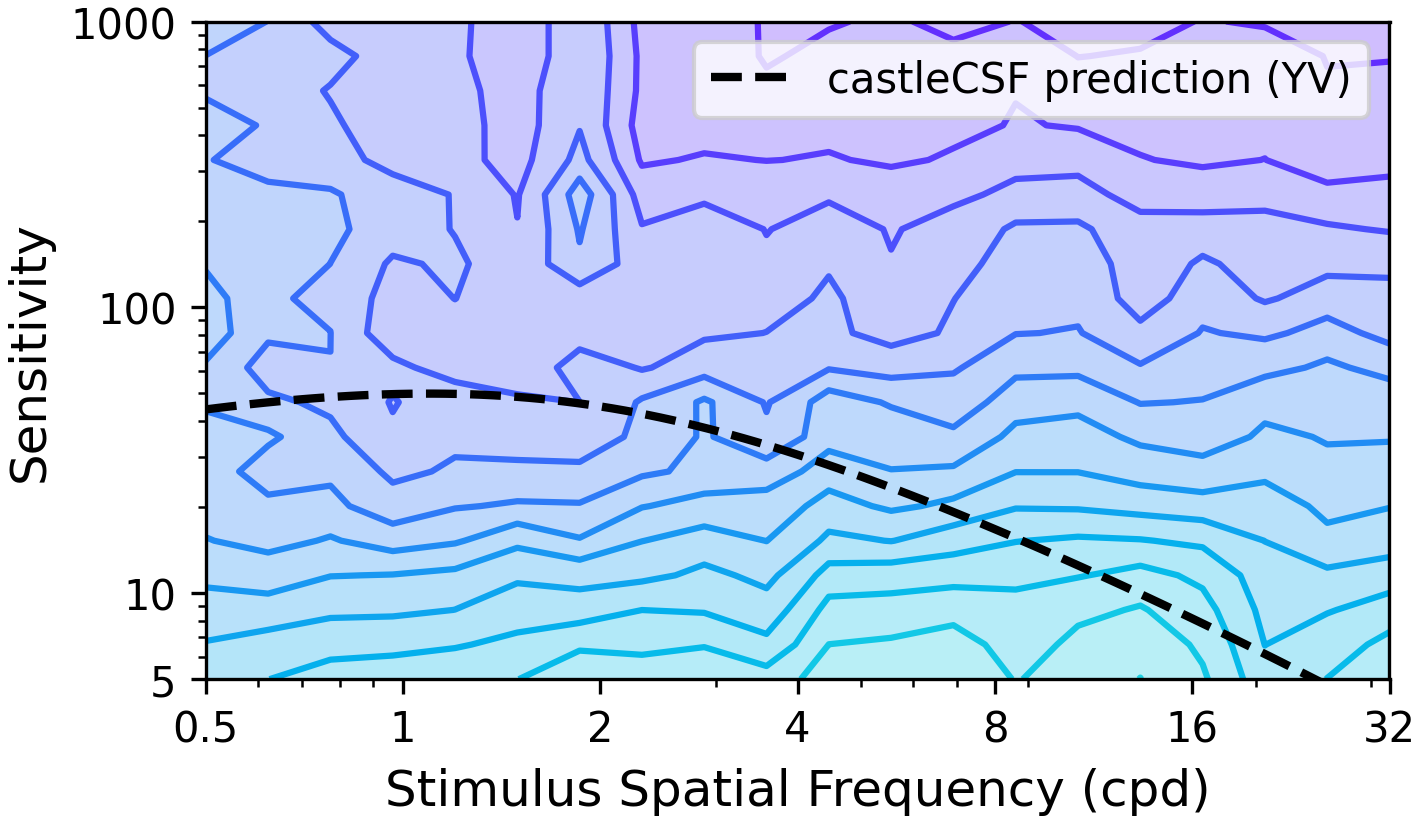 1000
castleCSF prediction (YV)
Sensitivity
100
10
5
0.5 1 2 4 8 16 32
Stimulus Spatial Frequency (cpd)